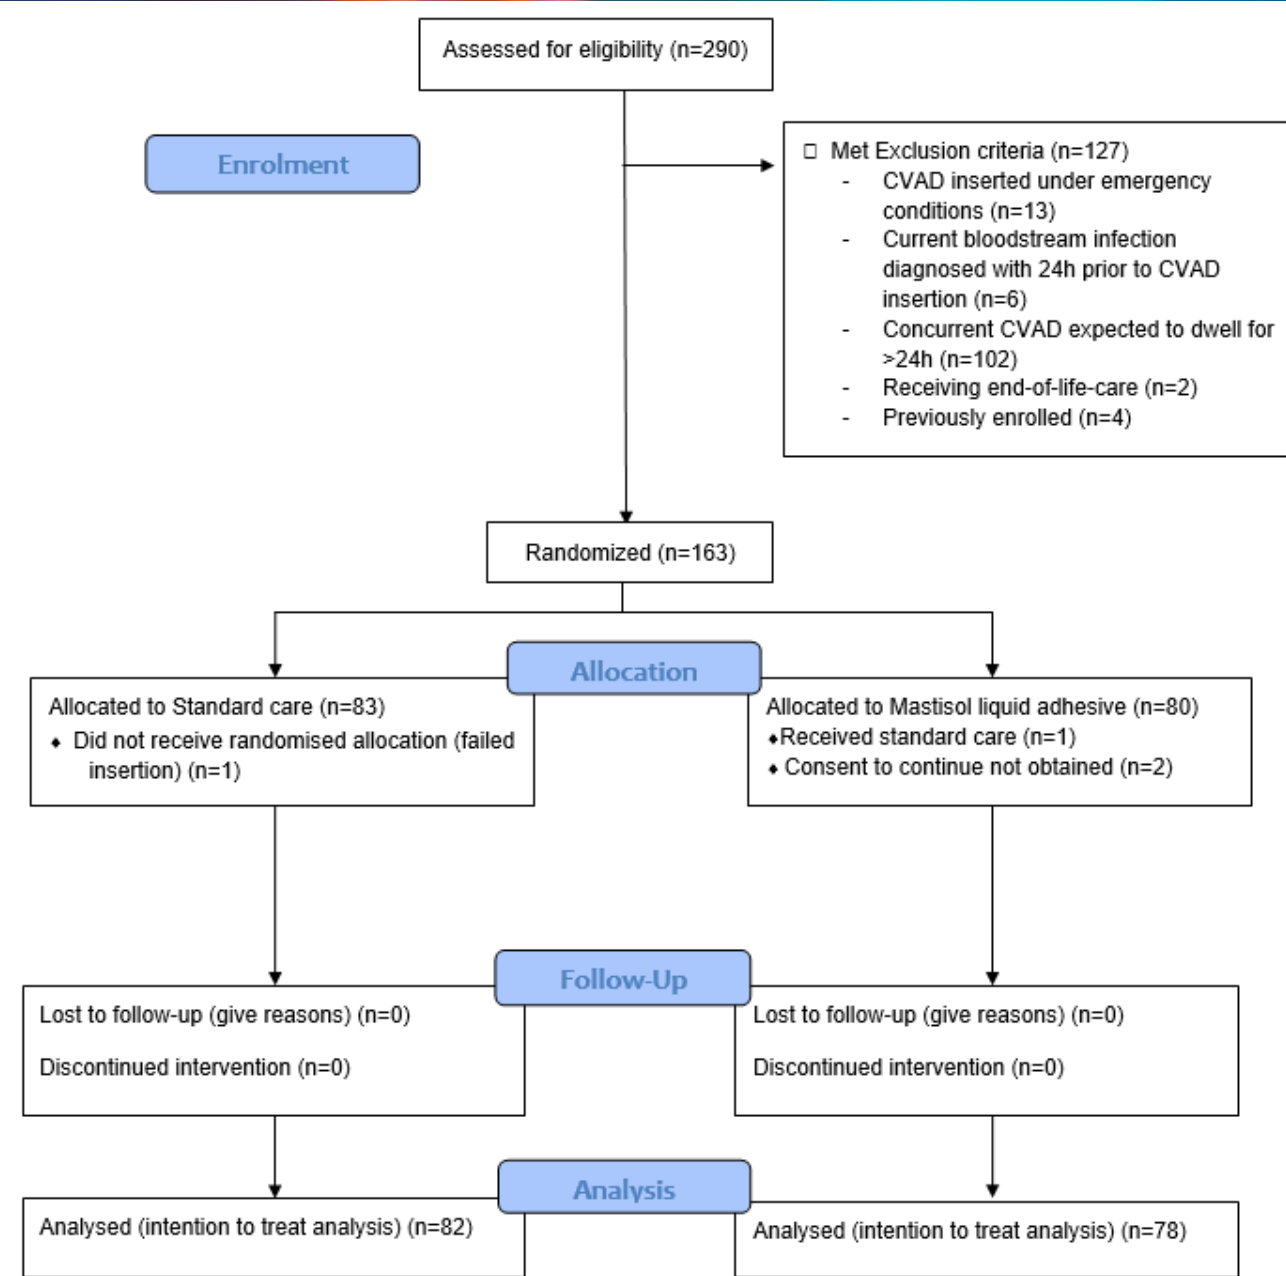 Assessed for eligibility (n=290)
Enrolment
□ Met Exclusion criteria (n=127)
- CVAD inserted under emergency
conditions (n=13)
- Current bloodstream infection
diagnosed with 24h prior to CVAD
insertion (n=6)
- Concurrent CVAD expected to dwell for
>24h (n=102)
- Receiving end-of-life-care (n=2)
- Previously enrolled (n=4)
Randomized (n=163)
Allocation
Allocated to Standard care (n=83)
♦ Did not receive randomised allocation (failed
insertion) (n=1)
Allocated to Mastisol liquid adhesive (n=80)
♦Received standard care (n=1)
♦ Consent to continue not obtained (n=2)
Follow-Up
Lost to follow-up (give reasons) (n=0)
Discontinued intervention (n=0)
Lost to follow-up (give reasons) (n=0)
Discontinued intervention (n=0)
Analysis
Analysed (intention to treat analysis) (n=82)
Analysed (intention to treat analysis) (n=78)